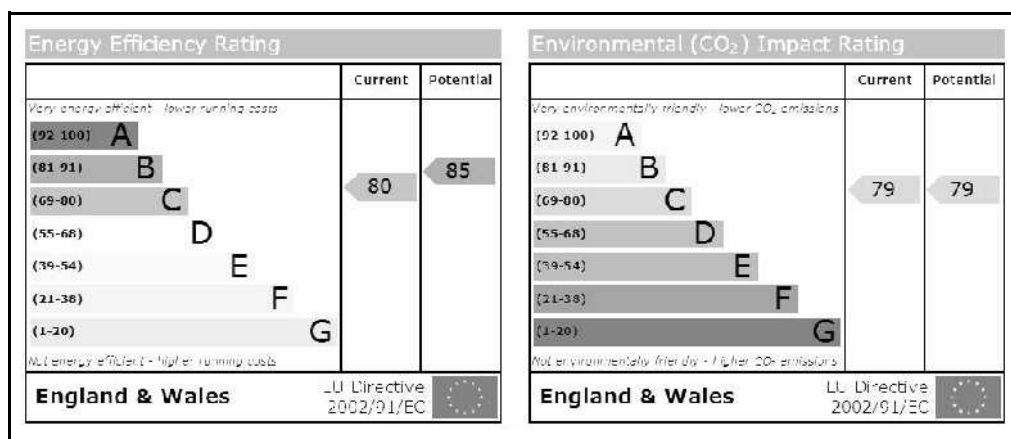 Energy Efficiency Rating
Current Potential
Very energy efficient - lower running costs
(92 100) A
(81 91) B
(69-80) C
(55-68) D
(39-54) E
(21-38) F
(1-20) G
80
85
Not energy efficient - higher running costs
England & Wales
EU Directive
2002/91/EC
Environmental (CO₂) Impact Rating
Current Potential
Very environmentally friendly - lower CO₂ emissions
(92 100) A
(81 91) B
(69-80) C
(55-68) D
(39-54) E
(21-38) F
(1-20) G
79
79
Not environmentally friendly - higher CO₂ emissions
England & Wales
EU Directive
2002/91/EC